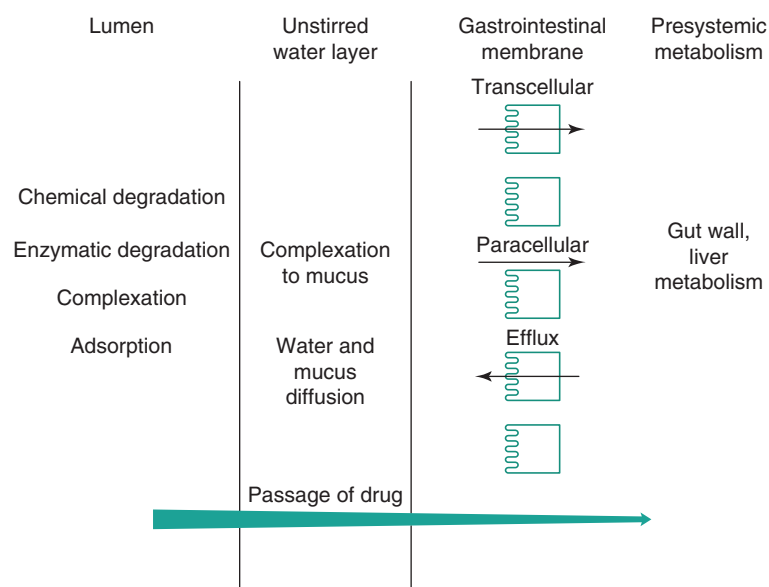 Lumen
Unstirred
water layer
Gastrointestinal
membrane
Presystemic
metabolism
Chemical degradation
Enzymatic degradation
Complexation
Adsorption
Complexation
to mucus
Water and
mucus
diffusion
Transcellular
Paracellular
Efflux
Gut wall,
liver
metabolism
Passage of drug